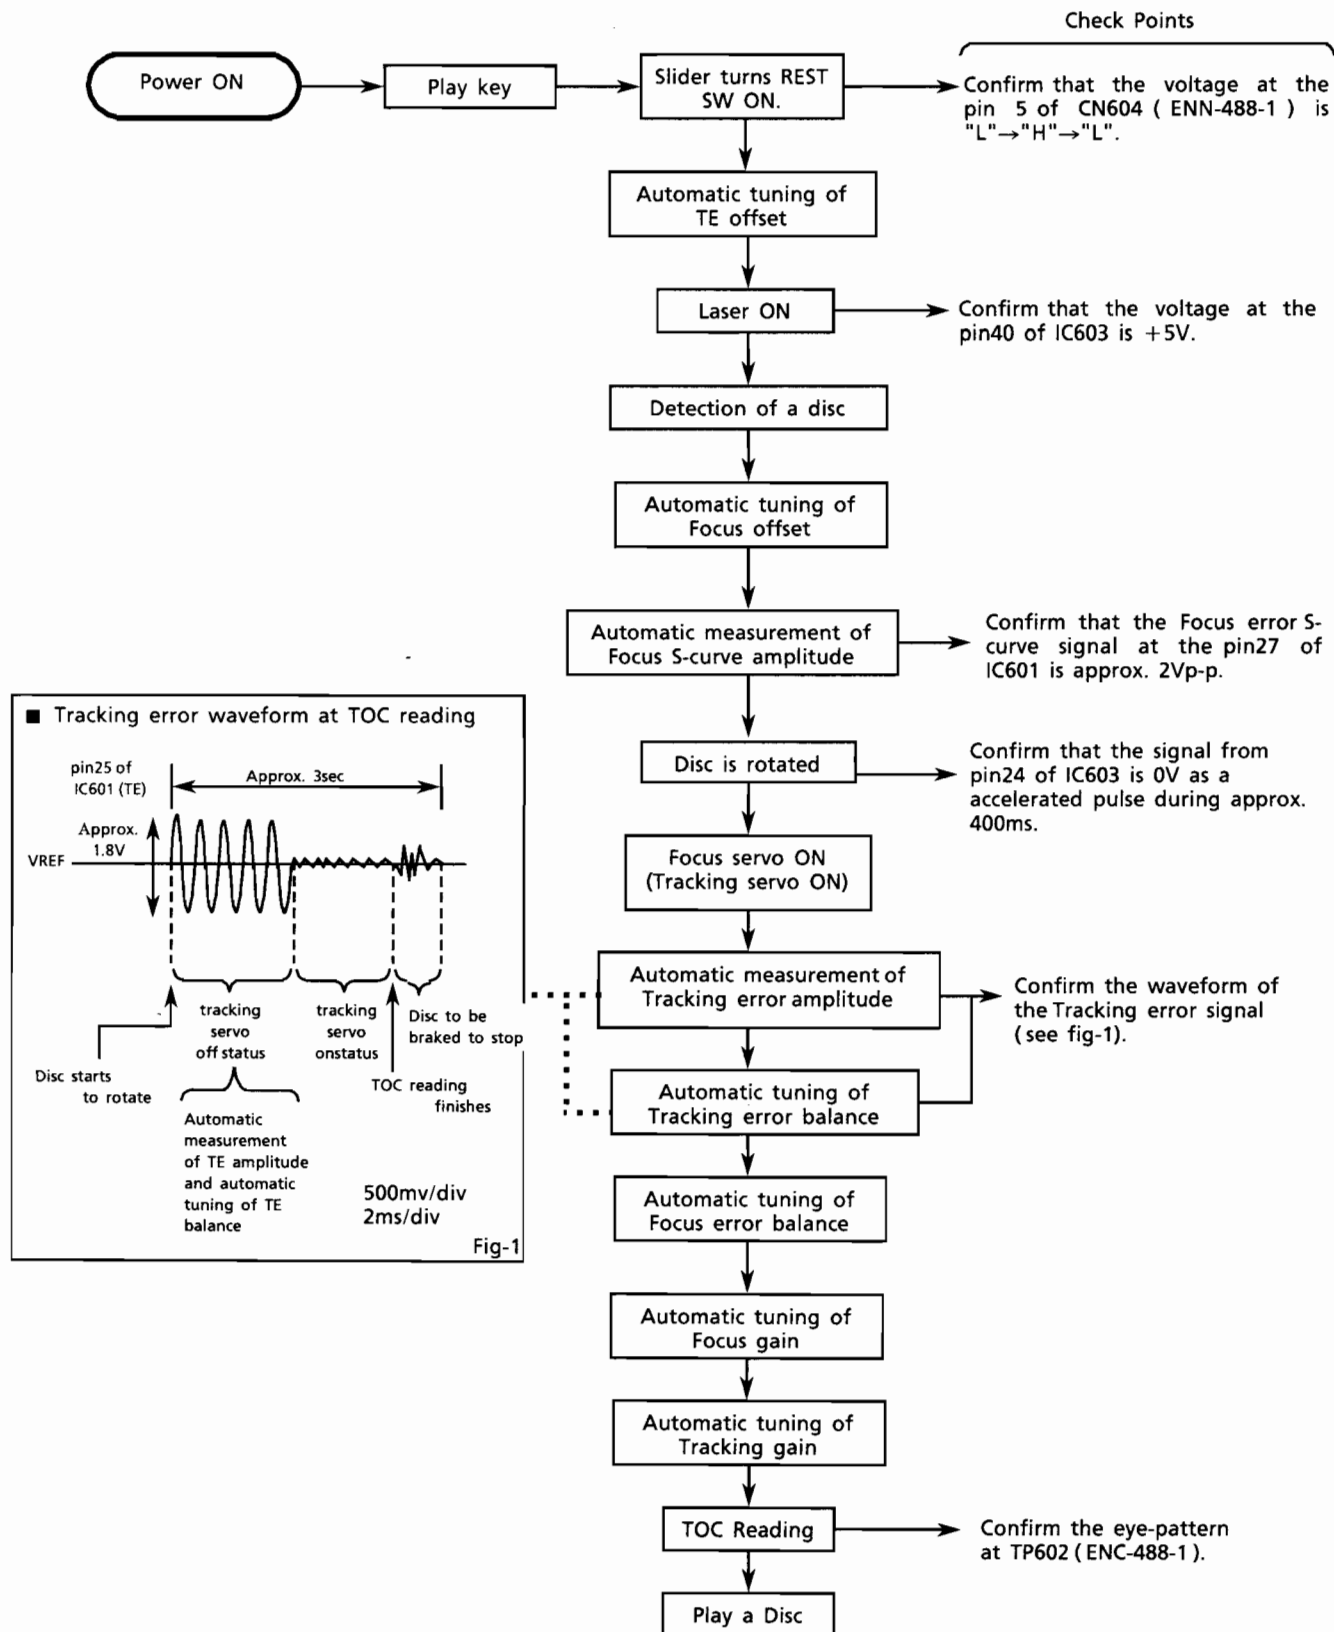 Check Points
Power ON
Play key
Slider turns REST
SW ON.
Confirm that the voltage at the
pin 5 of CN604 ( ENN-488-1 ) is
"L"→"H"→"L".
Automatic tuning of
TE offset
Laser ON
Confirm that the voltage at the
pin40 of IC603 is +5V.
Detection of a disc
Automatic tuning of
Focus offset
Automatic measurement of
Focus S-curve amplitude
Confirm that the Focus error S-
curve signal at the pin27 of
IC601 is approx. 2Vp-p.
Disc is rotated
Confirm that the signal from
pin24 of IC603 is 0V as a
accelerated pulse during approx.
400ms.
Focus servo ON
(Tracking servo ON)
Automatic measurement of
Tracking error amplitude
Confirm the waveform of
the Tracking error signal
(see fig-1).
Automatic tuning of
Tracking error balance
Automatic tuning of
Focus error balance
Automatic tuning of
Focus gain
Automatic tuning of
Tracking gain
TOC Reading
Confirm the eye-pattern
at TP602 ( ENC-488-1 ).
Play a Disc
■ Tracking error waveform at TOC reading
pin25 of
IC601 (TE)
Approx. 3sec
Approx.
1.8V
VREF
tracking
servo
off status
tracking
servo
onstatus
Disc to be
braked to stop
Disc starts
to rotate
TOC reading
finishes
Automatic
measurement
of TE amplitude
and automatic
tuning of TE
balance
500mv/div
2ms/div
Fig-1